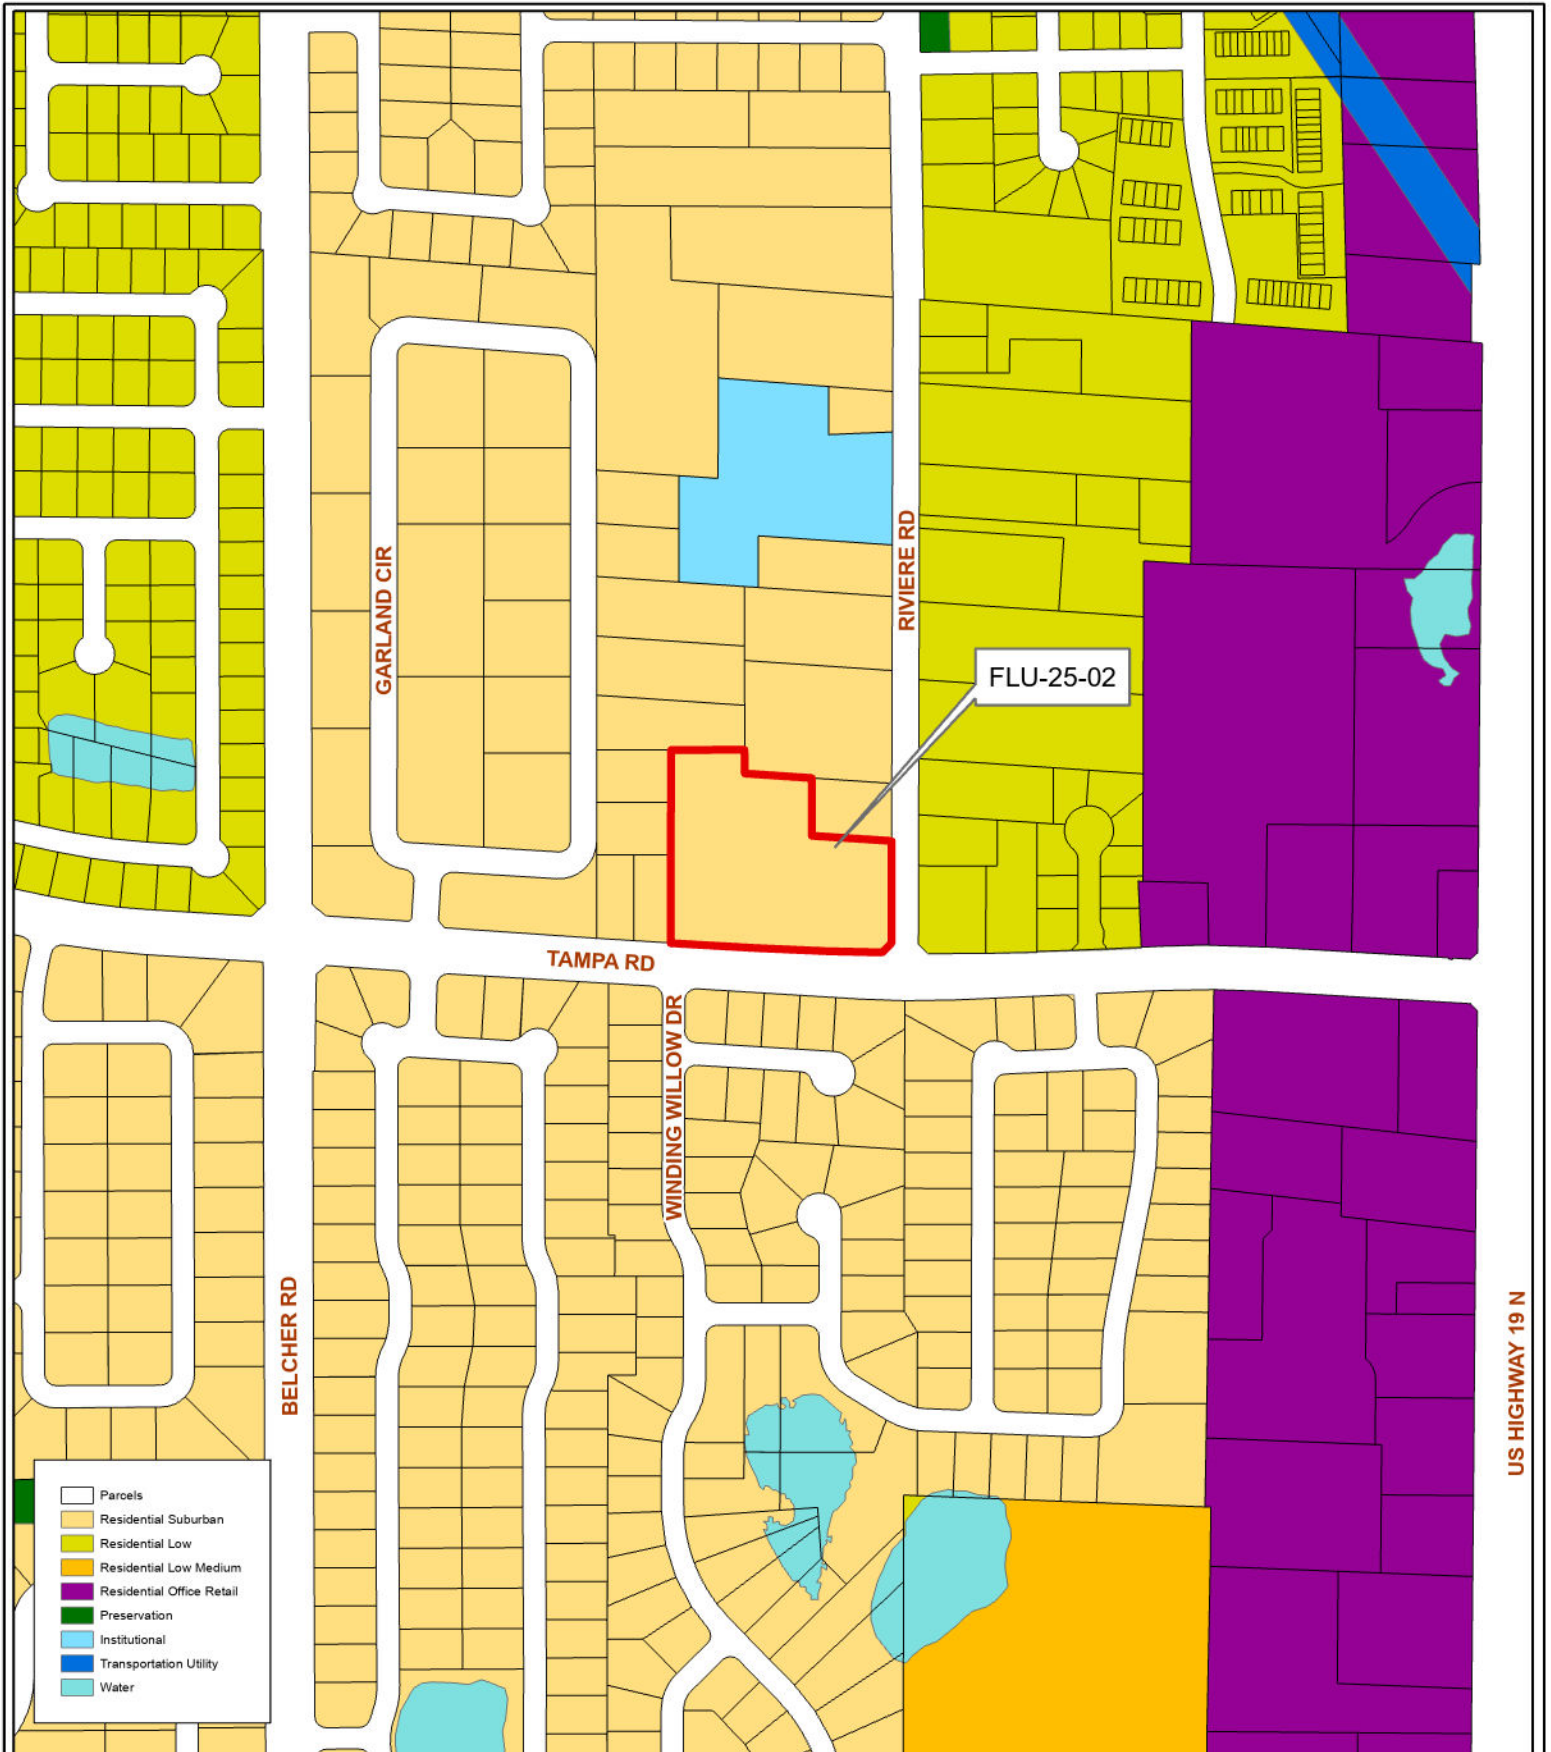 GARLAND CIR
RIVIERE RD
FLU-25-02
TAMPA RD
WINDING WILLOW DR
BELCHER RD
US HIGHWAY 19 N
Parcels
Residential Suburban
Residential Low
Residential Low Medium
Residential Office Retail
Preservation
Institutional
Transportation Utility
Water